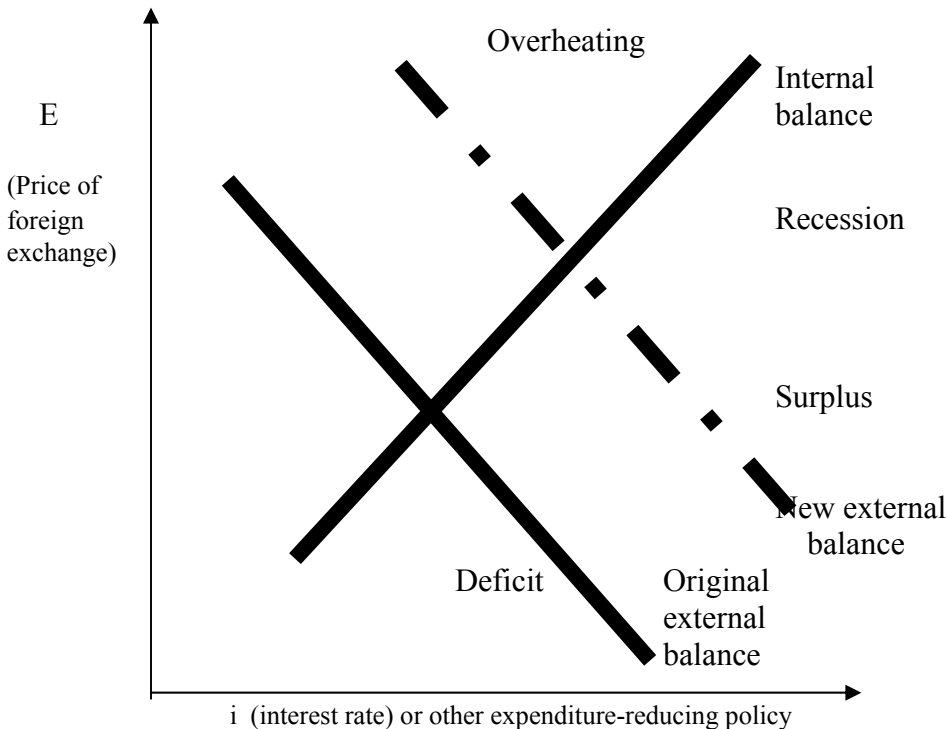 Overheating
Internal
balance
E
(Price of
foreign
exchange)
Recession
Surplus
New external
balance
Deficit
Original
external
balance
i (interest rate) or other expenditure-reducing policy